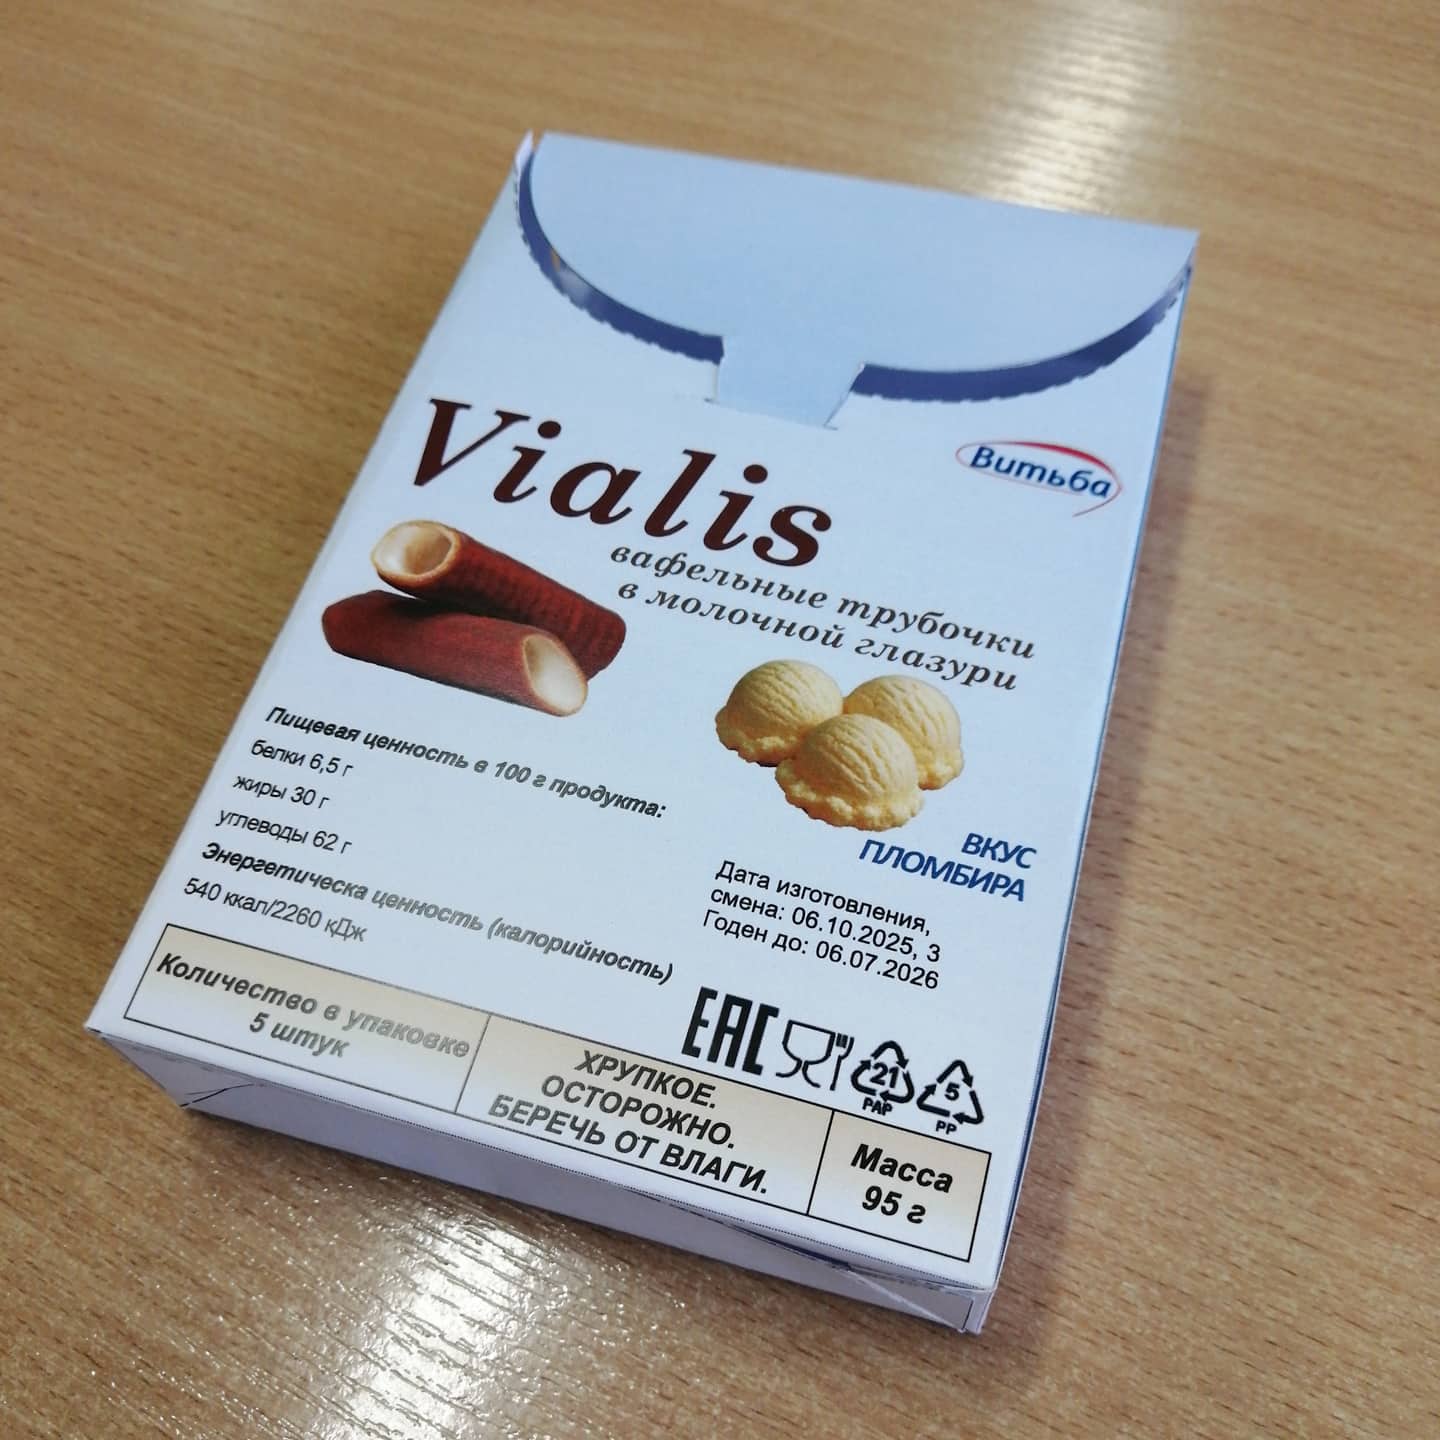 Vialis
Витьба
вафельные трубочки
в молочной глазури
Пищевая ценность в 100 г продукта:
белки 6,5 г
жиры 30 г
углеводы 62 г
Энергетическа ценность (калорийность)
540 ккал/2260 кДж
ВКУС
ПЛОМБИРА
Дата изготовления,
смена: 06.10.2025, 3
Годен до: 06.07.2026
EAC
21
PAP
5
PP
Количество в упаковке
5 штук
ХРУПКОЕ.
ОСТОРОЖНО.
БЕРЕЧЬ ОТ ВЛАГИ.
Масса
95 г